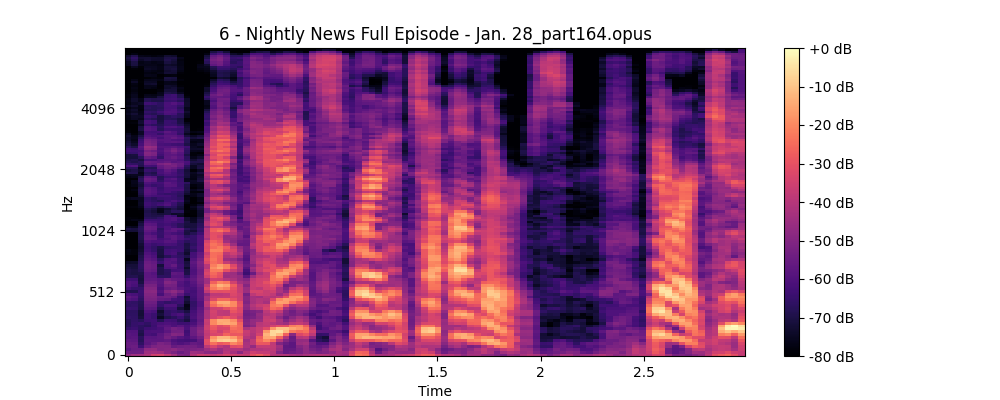 6 - Nightly News Full Episode - Jan. 28_part164.opus
Hz
4096
2048
1024
512
0
0
0.5
1
1.5
2
2.5
Time
+0 dB
-10 dB
-20 dB
-30 dB
-40 dB
-50 dB
-60 dB
-70 dB
-80 dB